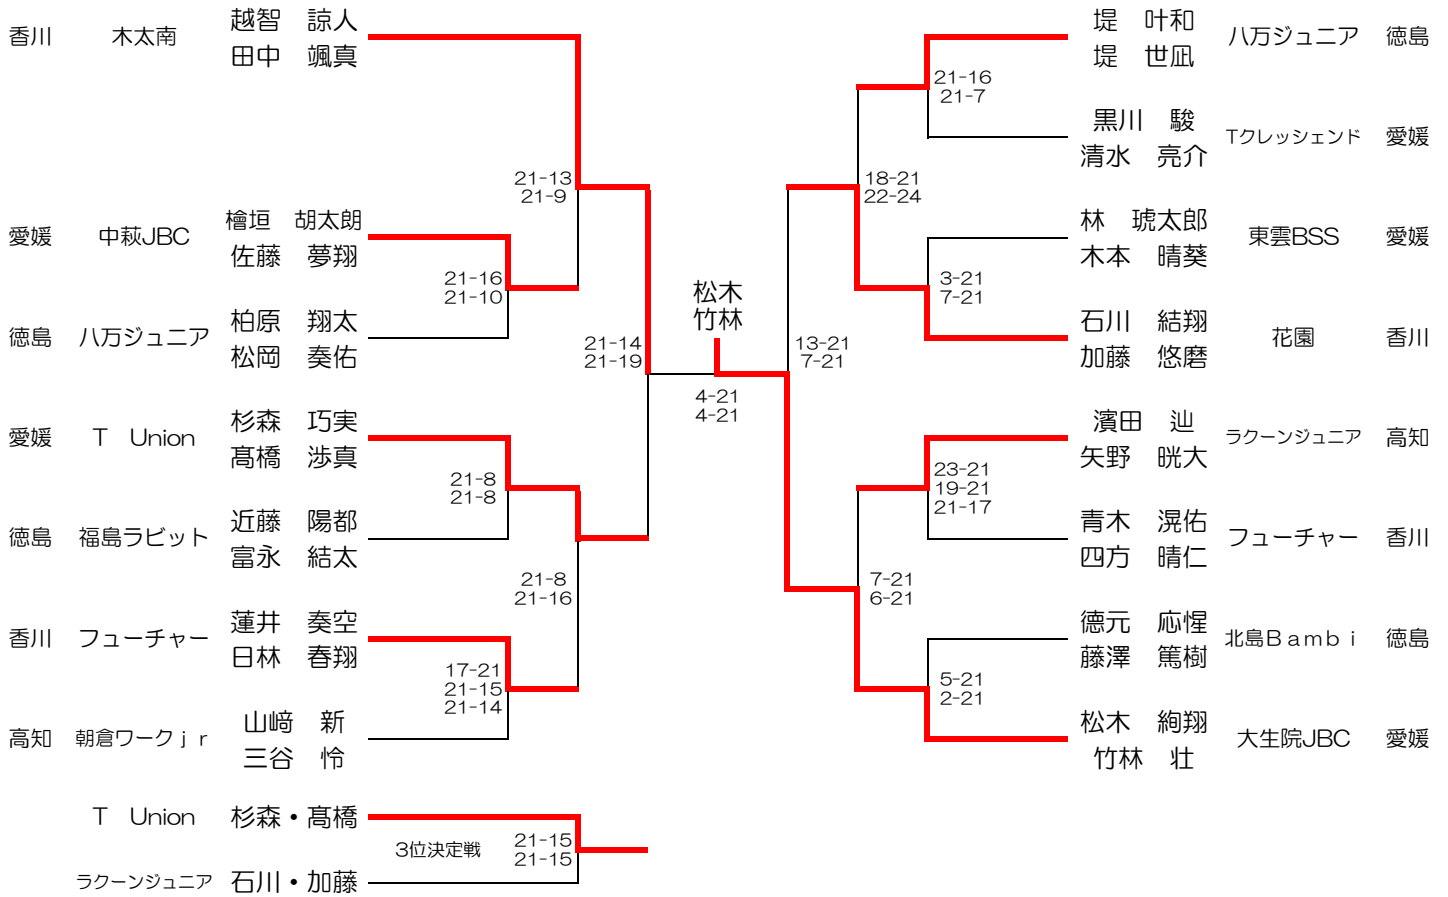 香川 木太南 越智 諒人
田中 颯真
21-13
21-9
愛媛 中萩JBC 檜垣 胡太朗
佐藤 夢翔
21-16
21-10
徳島 八万ジュニア 柏原 翔太
松岡 奏佑
21-14
21-19
愛媛 T Union 杉森 巧実
髙橋 渉真
21-8
21-8
徳島 福島ラビット 近藤 陽都
富永 結太
21-8
21-16
香川 フューチャー 蓮井 奏空
日林 春翔
17-21
21-15
21-14
高知 朝倉ワークjr 山﨑 新
三谷 怜
松木
竹林
4-21
4-21
堤 叶和 八万ジュニア 徳島
堤 世凪
21-16
21-7
黒川 駿 Tクレッシェンド 愛媛
清水 亮介
18-21
22-24
林 琥太郎 東雲BSS 愛媛
木本 晴葵
3-21
7-21
石川 結翔 花園 香川
加藤 悠磨
13-21
7-21
濱田 辿 ラクーンジュニア 高知
矢野 晄大
23-21
19-21
21-17
青木 滉佑 フューチャー 香川
四方 晴仁
7-21
6-21
德元 応惺 北島Bambi 徳島
藤澤 篤樹
5-21
2-21
松木 絢翔 大生院JBC 愛媛
竹林 壮
T Union 杉森・髙橋
3位決定戦
21-15
21-15
ラクーンジュニア 石川・加藤